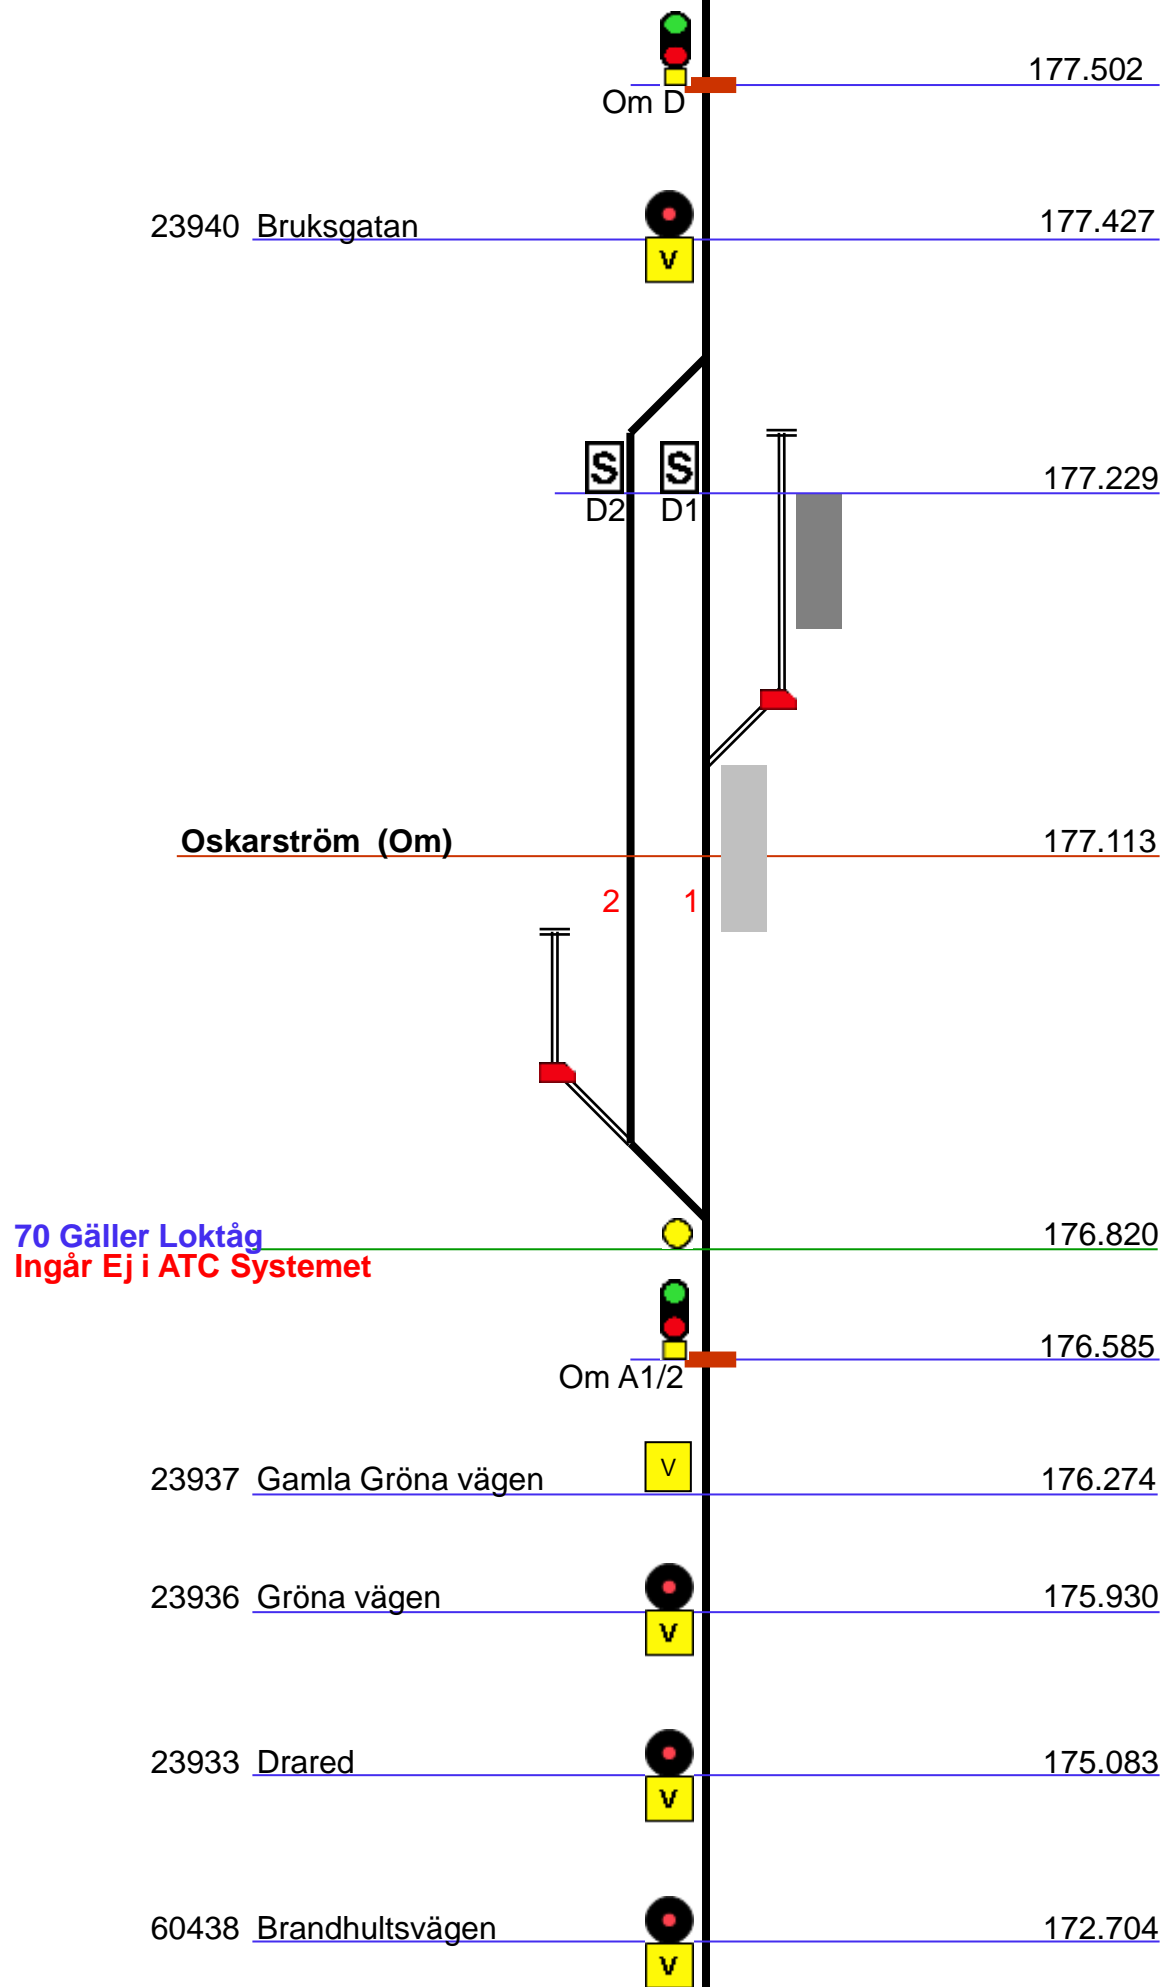 177.502
Om D
23940 Bruksgatan 177.427
V
S S 177.229
D2 D1
Oskarström (Om) 177.113
2 1
70 Gäller Loktåg 176.820
Ingår Ej i ATC Systemet
176.585
Om A1/2
23937 Gamla Gröna vägen V 176.274
23936 Gröna vägen 175.930
V
23933 Drared 175.083
V
60438 Brandhultsvägen 172.704
V